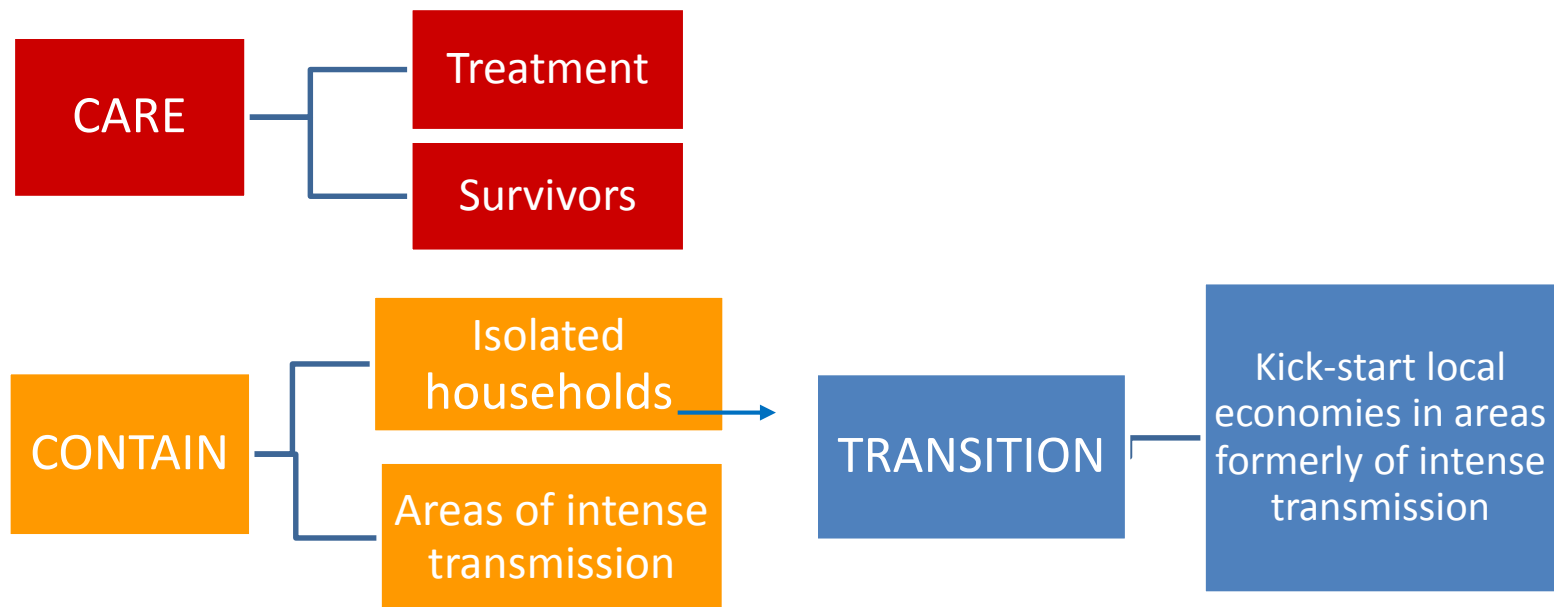 CARE
Treatment
Survivors
CONTAIN
Isolated
households
Areas of intense
transmission
TRANSITION
Kick-start local
economies in areas
formerly of intense
transmission